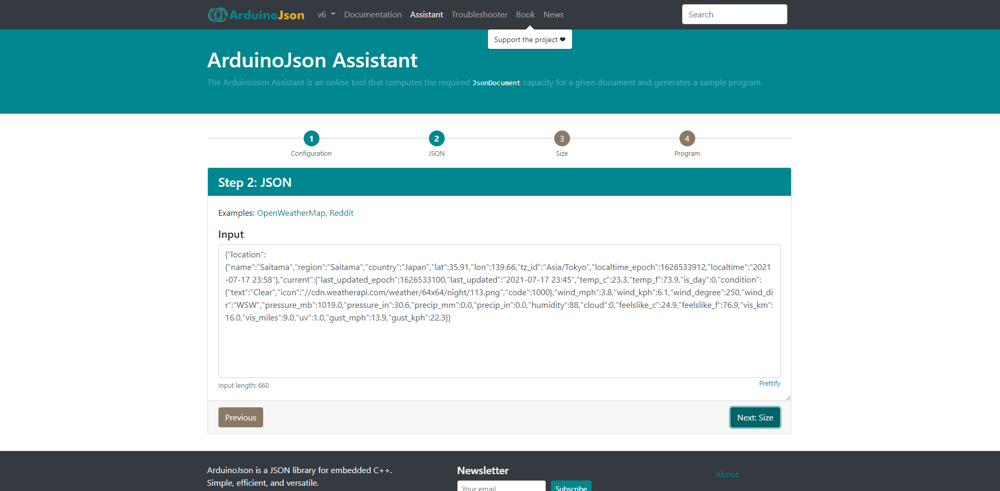 ArduinoJson v6 Documentation Assistant Troubleshooter Book News Search
Support the project ❤
ArduinoJson Assistant
The ArduinoJson Assistant is an online tool that computes the required JsonDocument capacity for a given document and generates a sample program.
1 2 3 4
Configuration JSON Size Program
Step 2: JSON
Examples: OpenWeatherMap, Reddit
Input
{"location":
{"name":"Saitama","region":"Saitama","country":"Japan","lat":35.91,"lon":139.66,"tz_id":"Asia/Tokyo","localtime_epoch":1626533912,"localtime":"2021-
07-17 23:58"},"current":{"last_updated_epoch":1626533100,"last_updated":"2021-07-17 23:45","temp_c":23.3,"temp_f":73.9,"is_day":0,"condition":
{"text":"Clear","icon":"//cdn.weatherapi.com/weather/64x64/night/113.png","code":1000},"wind_mph":3.8,"wind_kph":6.1,"wind_degree":250,"wind_di
r":"WSW","pressure_mb":1019.0,"pressure_in":30.6,"precip_mm":0.0,"precip_in":0.0,"humidity":88,"cloud":0,"feelslike_c":24.9,"feelslike_f":76.9,"vis_km":
16.0,"vis_miles":9.0,"uv":1.0,"gust_mph":13.9,"gust_kph":22.3}}
Input length: 660 Prettify
Previous Next: Size
ArduinoJson is a JSON library for embedded C++.
Simple, efficient, and versatile.
Newsletter
Your email Subscribe
About